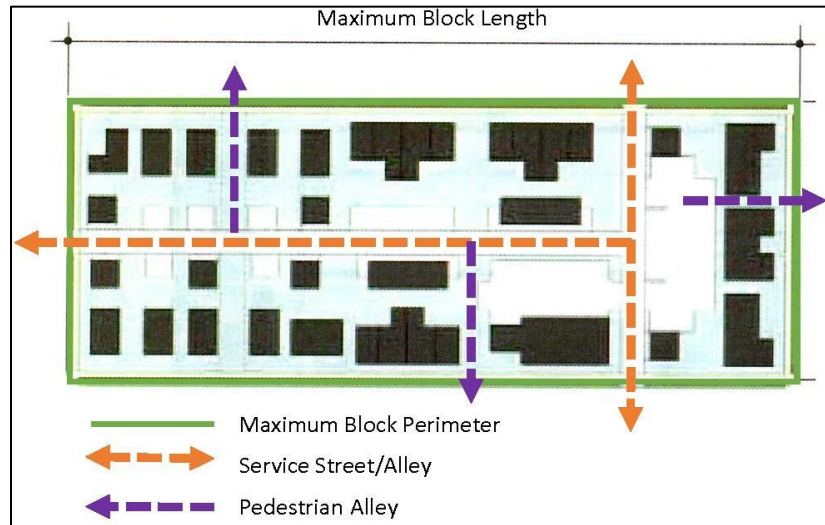 Maximum Block Length
Maximum Block Perimeter
Service Street/Alley
Pedestrian Alley